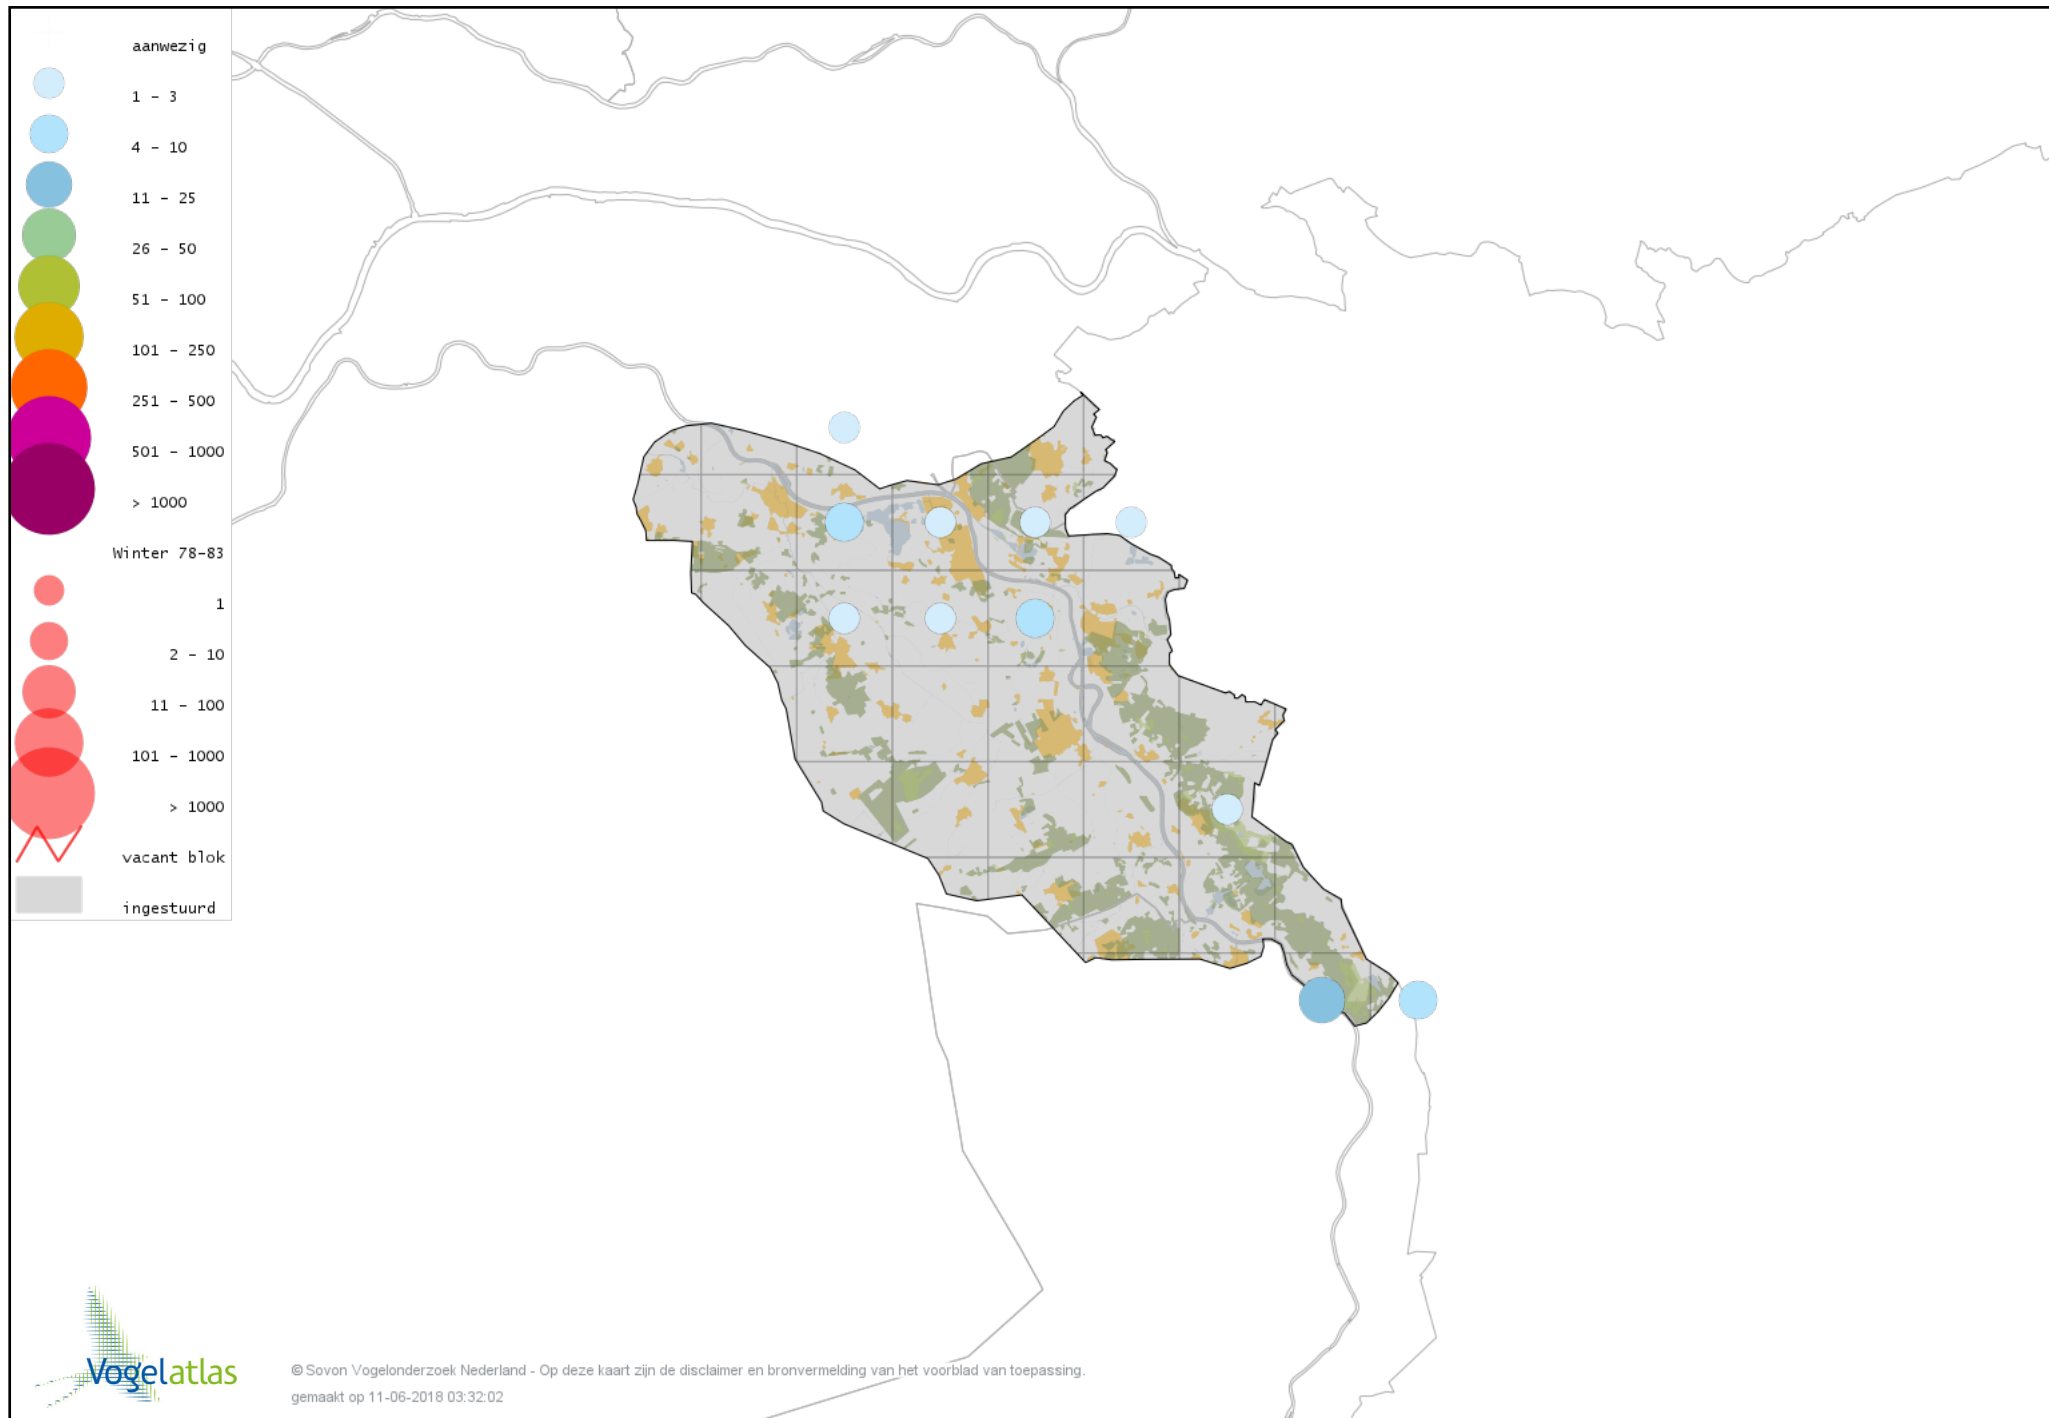 aanwezig
1 - 3
4 - 10
11 - 25
26 - 50
51 - 100
101 - 250
251 - 500
501 - 1000
> 1000
Winter 78-83
1
2 - 10
11 - 100
101 - 1000
> 1000
vacant blok
ingestuurd
Vogelatlas
© Sovon Vogelonderzoek Nederland - Op deze kaart zijn de disclaimer en bronvermelding van het voorblad van toepassing.
gemaakt op 11-06-2018 03:32:02